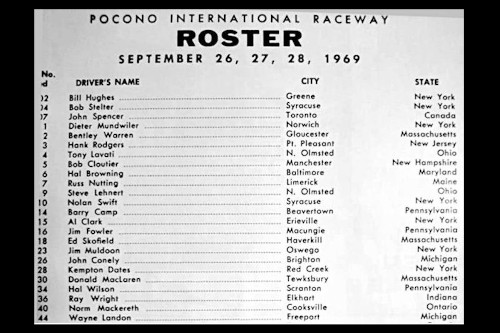 POCONO INTERNATIONAL RACEWAY
ROSTER
SEPTEMBER 26, 27, 28, 1969
No.
d DRIVER'S NAME CITY STATE
02 Bill Hughes Greene New York
04 Bob Stelter Syracuse New York
07 John Spencer Toronto Canada
1 Dieter Mundwiler Norwich New York
2 Bentley Warren Gloucester Massachusetts
3 Hank Rodgers Pt. Pleasant New Jersey
4 Tony Lavati N. Olmsted Ohio
5 Bob Cloutier Manchester New Hampshire
6 Hal Browning Baltimore Maryland
7 Russ Nutting Limerick Maine
9 Steve Lehnert N. Olmsted Ohio
10 Nolan Swift Syracuse New York
14 Barry Camp Beavertown Pennsylvania
15 Al Clark Erieville New York
16 Jim Fowler Macungie Pennsylvania
18 Ed Skofield Haverkill Massachusetts
23 Jim Muldoon Oswego New York
26 John Conely Brighton Michigan
28 Kempton Dates Red Creek New York
30 Donald MacLaren Tewksbury Massachusetts
34 Hal Wilson Scranton Pennsylvania
36 Ray Wright Elkhart Indiana
40 Norm Mackereth Cooksville Ontario
44 Wayne Landon Freeport Michigan